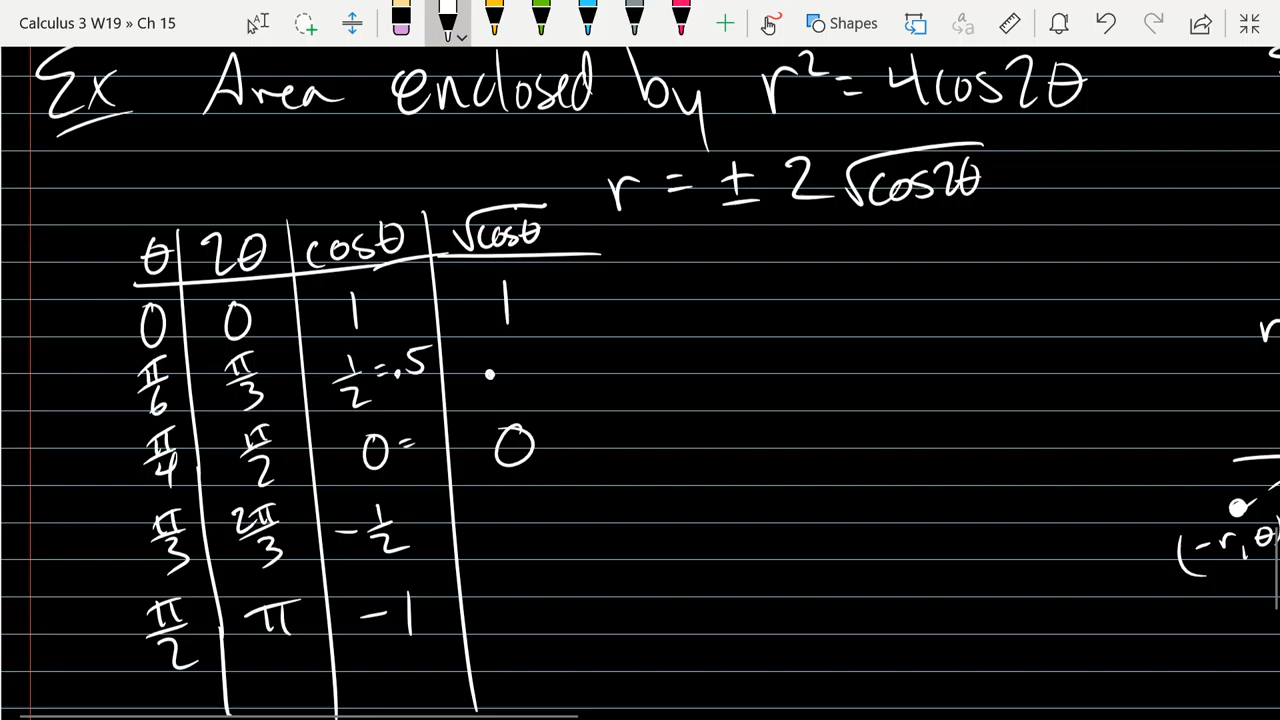 Calculus 3 W19 » Ch 15
Shapes
Ex Area enclosed by r² = 4cos2θ
r = ± 2√cos2θ
θ 2θ cosθ √cosθ
0 0 1 1
π/6 π/3 1/2 = .5 .
π/4 π/2 0 = 0
π/3 2π/3 -1/2
π/2 π -1
r
(-r, θ)